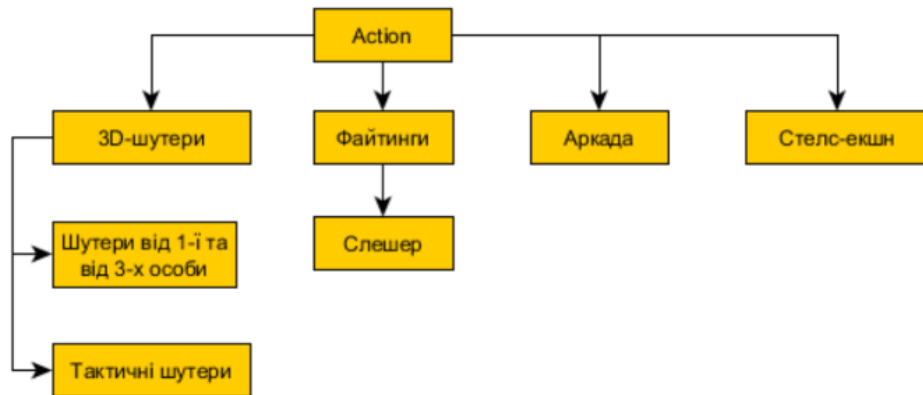 Action
3D-шутери
Файтинги
Аркада
Стелс-екшн
Шутери від 1-ї та
від 3-х особи
Слешер
Тактичні шутери